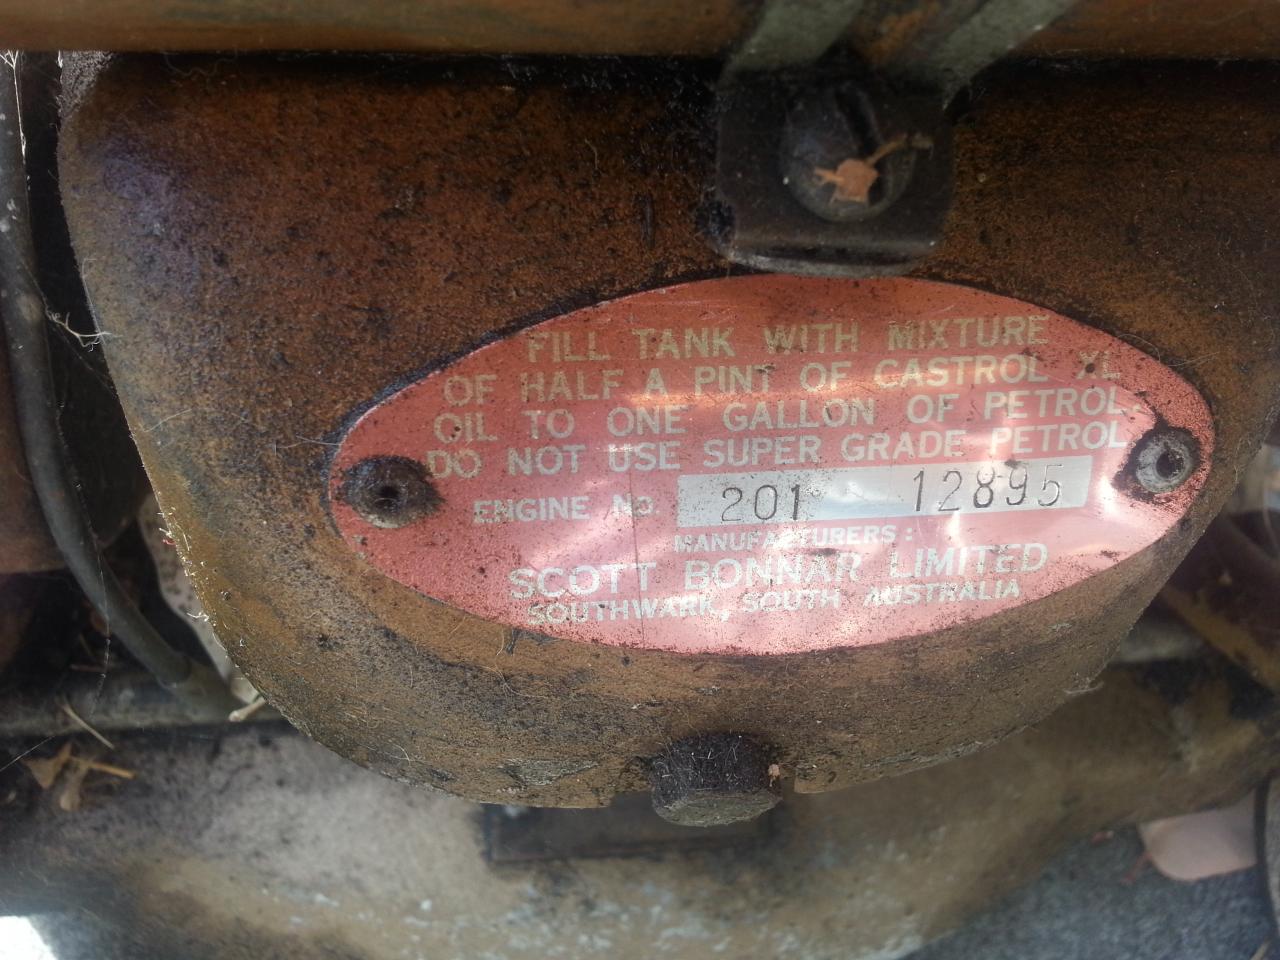 FILL TANK WITH MIXTURE
OF HALF A PINT OF CASTROL XL
OIL TO ONE GALLON OF PETROL.
DO NOT USE SUPER GRADE PETROL
ENGINE No. 201 12895
MANUFACTURERS:
SCOTT BONNAR LIMITED
SOUTHWARK, SOUTH AUSTRALIA